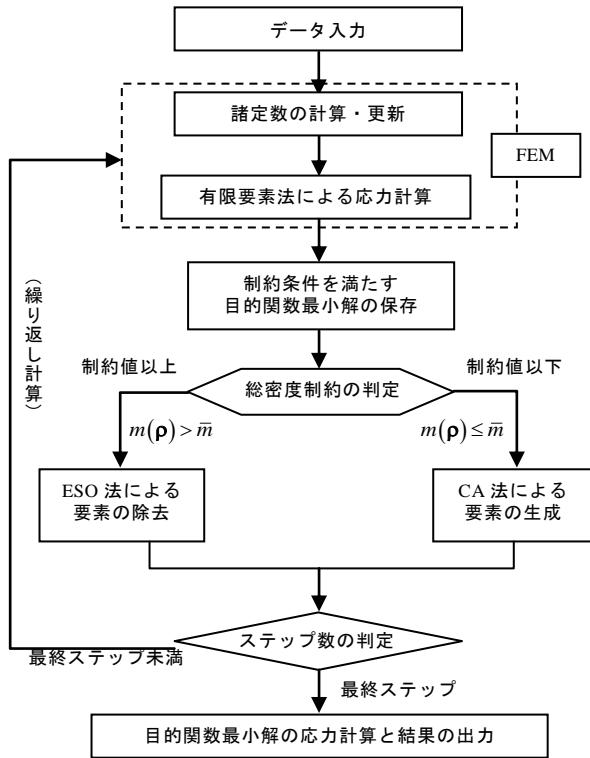 データ入力
諸定数の計算・更新
FEM
有限要素法による応力計算
(繰り返し計算)
制約条件を満たす
目的関数最小解の保存
制約値以上
総密度制約の判定
制約値以下
m(ρ) > m̄
m(ρ) ≤ m̄
ESO 法による
要素の除去
CA 法による
要素の生成
ステップ数の判定
最終ステップ未満
最終ステップ
目的関数最小解の応力計算と結果の出力